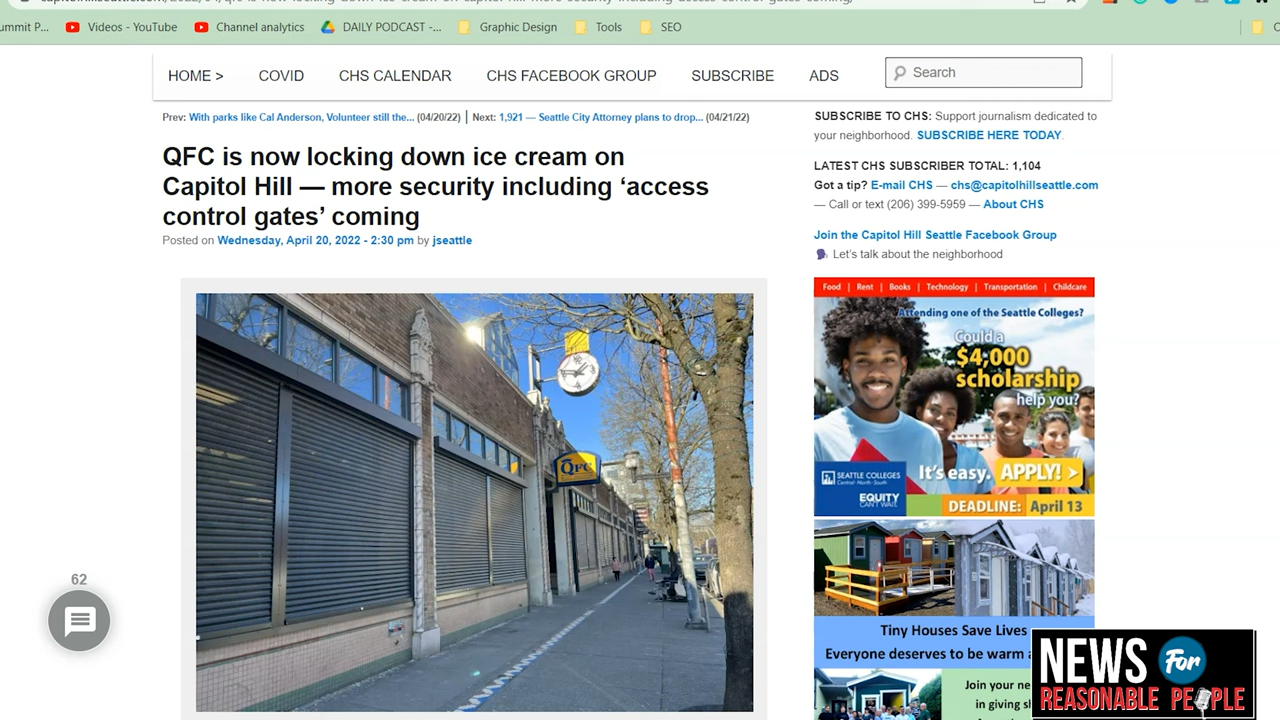 ummit P...
Videos - YouTube
Channel analytics
DAILY PODCAST -...
Graphic Design
Tools
SEO
HOME >
COVID
CHS CALENDAR
CHS FACEBOOK GROUP
SUBSCRIBE
ADS
Search
Prev: With parks like Cal Anderson, Volunteer still the... (04/20/22) | Next: 1,921 — Seattle City Attorney plans to drop... (04/21/22)
QFC is now locking down ice cream on
Capitol Hill — more security including ‘access
control gates’ coming
Posted on Wednesday, April 20, 2022 - 2:30 pm by jseattle
QFC
62
SUBSCRIBE TO CHS: Support journalism dedicated to
your neighborhood. SUBSCRIBE HERE TODAY.
LATEST CHS SUBSCRIBER TOTAL: 1,104
Got a tip? E-mail CHS — chs@capitolhillseattle.com
— Call or text (206) 399-5959 — About CHS
Join the Capitol Hill Seattle Facebook Group
Let's talk about the neighborhood
Food | Rent | Books | Technology | Transportation | Childcare
Attending one of the Seattle Colleges?
Could a
$4,000
scholarship
help you?
SEATTLE COLLEGES
Central · North · South
EQUITY
CAN'T WAIT.
It's easy. APPLY! >
DEADLINE: April 13
Tiny Houses Save Lives
Everyone deserves to be warm
Join your ne
in giving s
NEWS For
REASONABLE PEOPLE